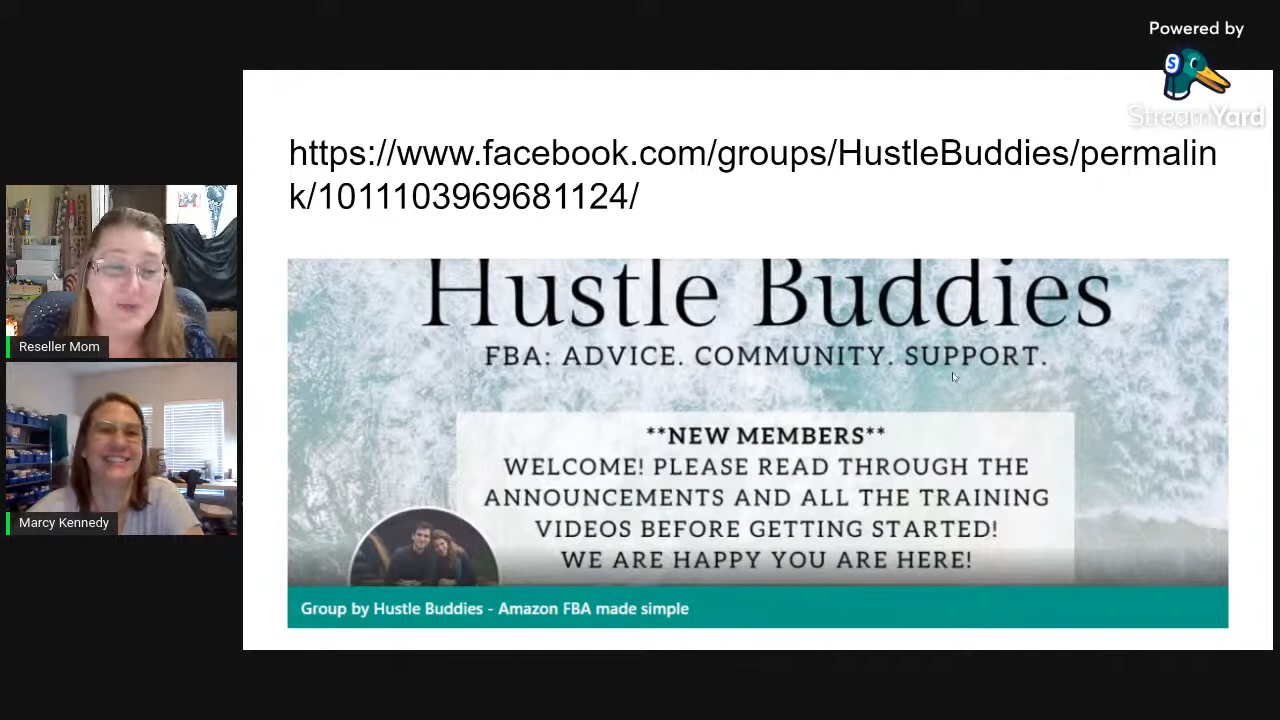 Powered by
StreamYard
https://www.facebook.com/groups/HustleBuddies/permalin
k/1011103969681124/
Hustle Buddies
FBA: ADVICE. COMMUNITY. SUPPORT.
**NEW MEMBERS**
WELCOME! PLEASE READ THROUGH THE
ANNOUNCEMENTS AND ALL THE TRAINING
VIDEOS BEFORE GETTING STARTED!
WE ARE HAPPY YOU ARE HERE!
Group by Hustle Buddies - Amazon FBA made simple
Reseller Mom
Marcy Kennedy